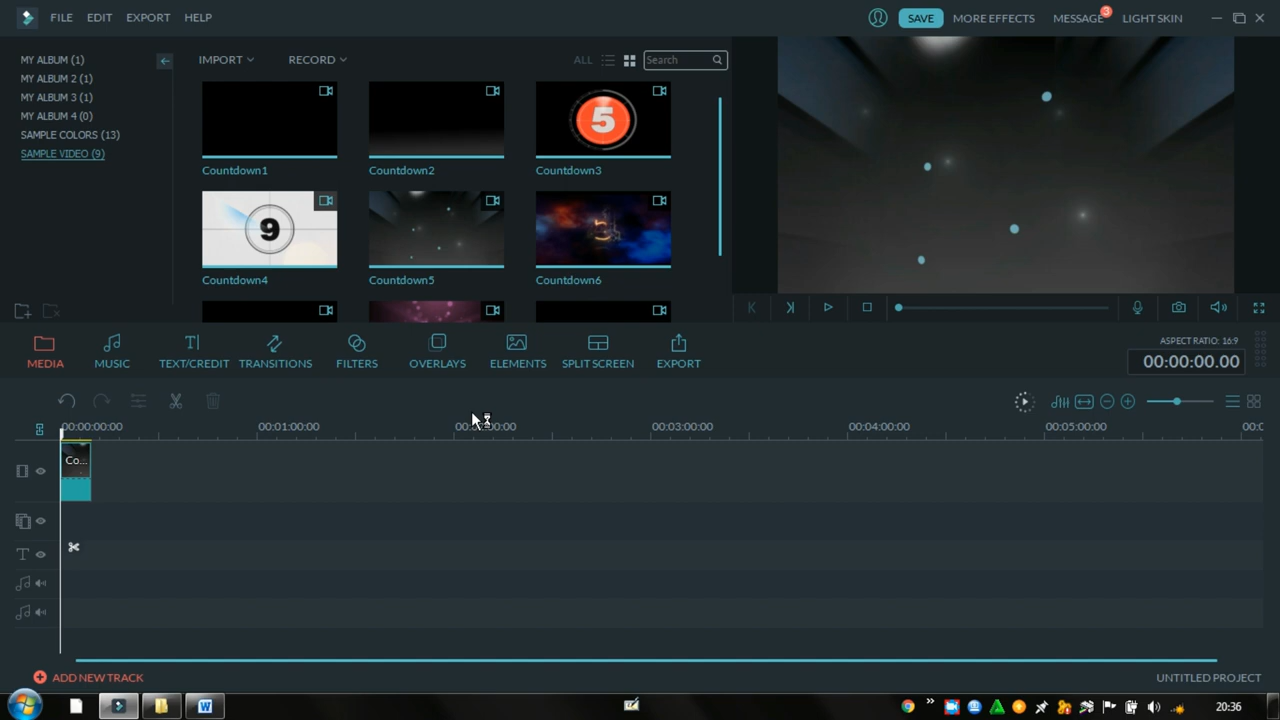 FILE EDIT EXPORT HELP
SAVE MORE EFFECTS MESSAGE 3 LIGHT SKIN
MY ALBUM (1)
MY ALBUM 2 (1)
MY ALBUM 3 (1)
MY ALBUM 4 (0)
SAMPLE COLORS (13)
SAMPLE VIDEO (9)
IMPORT RECORD ALL Search
5
Countdown1 Countdown2 Countdown3
9
Countdown4 Countdown5 Countdown6
MEDIA MUSIC TEXT/CREDIT TRANSITIONS FILTERS OVERLAYS ELEMENTS SPLIT SCREEN EXPORT
ASPECT RATIO: 16:9
00:00:00.00
00:00:00:00 00:01:00:00 00:03:00:00 00:04:00:00 00:05:00:00
Co...
ADD NEW TRACK
UNTITLED PROJECT
20:36